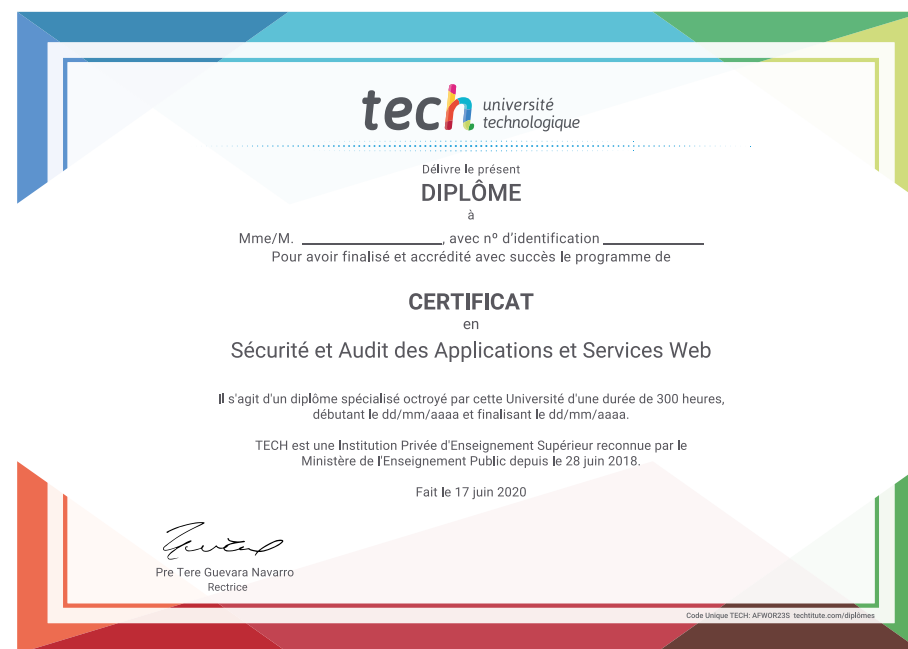 tech université
technologique
Délivre le présent
DIPLÔME
à
Mme/M. ____________________, avec nº d'identification ______________
Pour avoir finalisé et accrédité avec succès le programme de
CERTIFICAT
en
Sécurité et Audit des Applications et Services Web
Il s'agit d'un diplôme spécialisé octroyé par cette Université d'une durée de 300 heures,
débutant le dd/mm/aaaa et finalisant le dd/mm/aaaa.
TECH est une Institution Privée d'Enseignement Supérieur reconnue par le
Ministère de l'Enseignement Public depuis le 28 juin 2018.
Fait le 17 juin 2020
Pre Tere Guevara Navarro
Rectrice
Code Unique TECH: AFWOR23S techtitute.com/diplômes